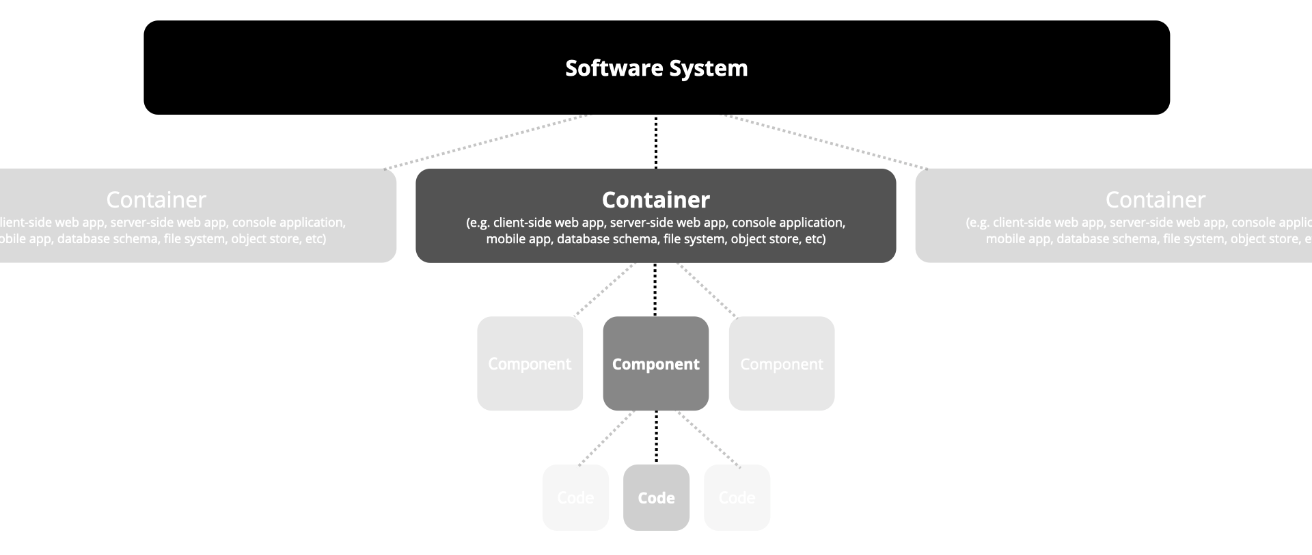 Software System
Container
lient-side web app, server-side web app, console application,
obile app, database schema, file system, object store, etc)
Container
(e.g. client-side web app, server-side web app, console application,
mobile app, database schema, file system, object store, etc)
Container
(e.g. client-side web app, server-side web app, console applic
mobile app, database schema, file system, object store, e
Component
Component
Component
Code
Code
Code